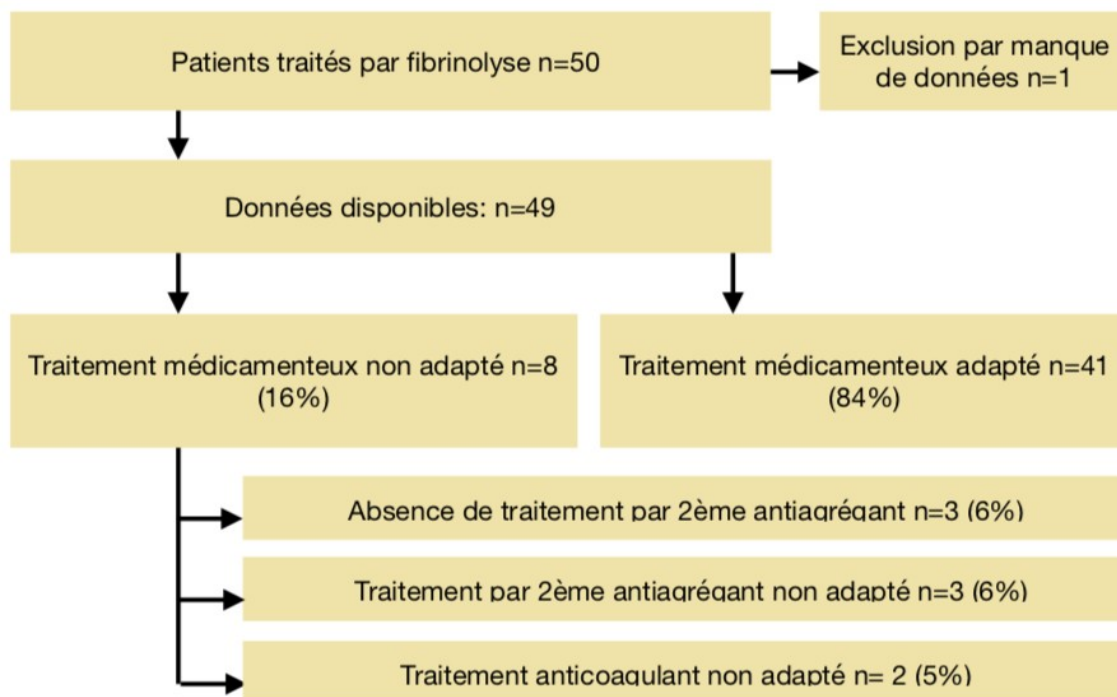 Patients traités par fibrinolyse n=50
Exclusion par manque
de données n=1
Données disponibles: n=49
Traitement médicamenteux non adapté n=8
(16%)
Traitement médicamenteux adapté n=41
(84%)
Absence de traitement par 2ème antiagrégant n=3 (6%)
Traitement par 2ème antiagrégant non adapté n=3 (6%)
Traitement anticoagulant non adapté n= 2 (5%)